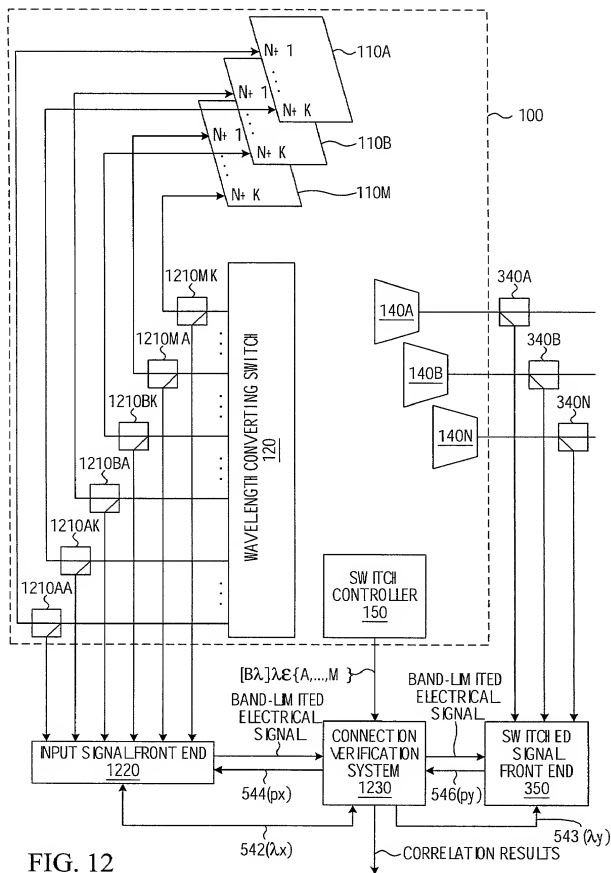 N+ 1
N+ K
110A
N+ 1
N+ K
110B
100
N+ 1
N+ K
110M
1210MK
1210MA
1210BK
1210BA
1210AK
1210AA
WAVELENGTH CONVERTING SWITCH
120
140A
340A
140B
340B
140N
340N
SWITCH
CONTROLLER
150
[Bλ]λε{A,...,M }
BAND-LIMITED
ELECTRICAL
SIGNAL
BAND-LIMITED
ELECTRICAL
SIGNAL
INPUT SIGNAL FRONT END
1220
CONNECTION
VERIFICATION
SYSTEM
1230
SWITCHED
SIGNAL
FRONT END
350
544(px)
546(py)
542(λx)
543(λy)
CORRELATION RESULTS
FIG. 12